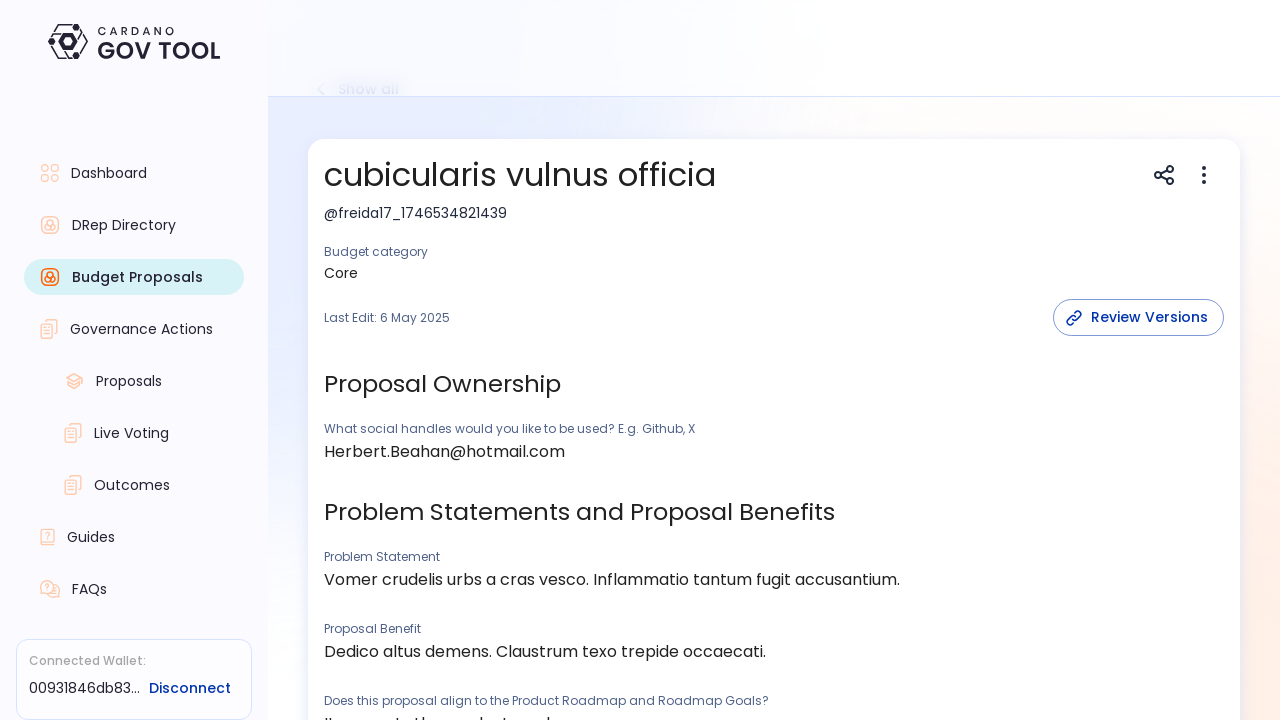 CARDANO
GOV TOOL
Show all
Dashboard
DRep Directory
Budget Proposals
Governance Actions
Proposals
Live Voting
Outcomes
Guides
FAQs
Connected Wallet:
00931846db83...
Disconnect
cubicularis vulnus officia
@freida17_1746534821439
Budget category
Core
Last Edit: 6 May 2025
Review Versions
Proposal Ownership
What social handles would you like to be used? E.g. Github, X
Herbert.Beahan@hotmail.com
Problem Statements and Proposal Benefits
Problem Statement
Vomer crudelis urbs a cras vesco. Inflammatio tantum fugit accusantium.
Proposal Benefit
Dedico altus demens. Claustrum texo trepide occaecati.
Does this proposal align to the Product Roadmap and Roadmap Goals?